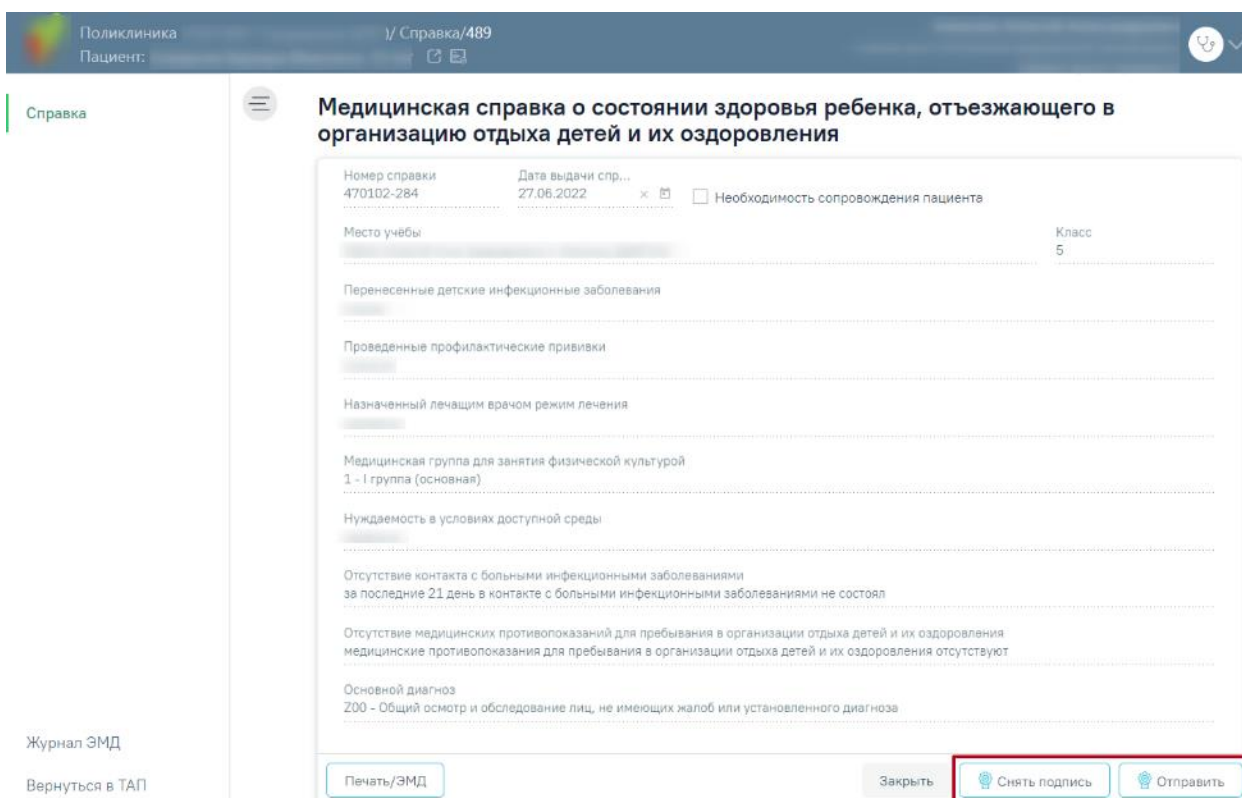 Поликлиника )/ Справка/489
Пациент:
Справка
Медицинская справка о состоянии здоровья ребенка, отъезжающего в
организацию отдыха детей и их оздоровления
Номер справки Дата выдачи спр...
470102-284 27.06.2022 Необходимость сопровождения пациента
Место учёбы Класс
5
Перенесенные детские инфекционные заболевания
Проведенные профилактические прививки
Назначенный лечащим врачом режим лечения
Медицинская группа для занятия физической культурой
1 - I группа (основная)
Нуждаемость в условиях доступной среды
Отсутствие контакта с больными инфекционными заболеваниями
за последние 21 день в контакте с больными инфекционными заболеваниями не состоял
Отсутствие медицинских противопоказаний для пребывания в организации отдыха детей и их оздоровления
медицинские противопоказания для пребывания в организации отдыха детей и их оздоровления отсутствуют
Основной диагноз
Z00 - Общий осмотр и обследование лиц, не имеющих жалоб или установленного диагноза
Журнал ЭМД
Вернуться в ТАП
Печать/ЭМД Закрыть Снять подпись Отправить